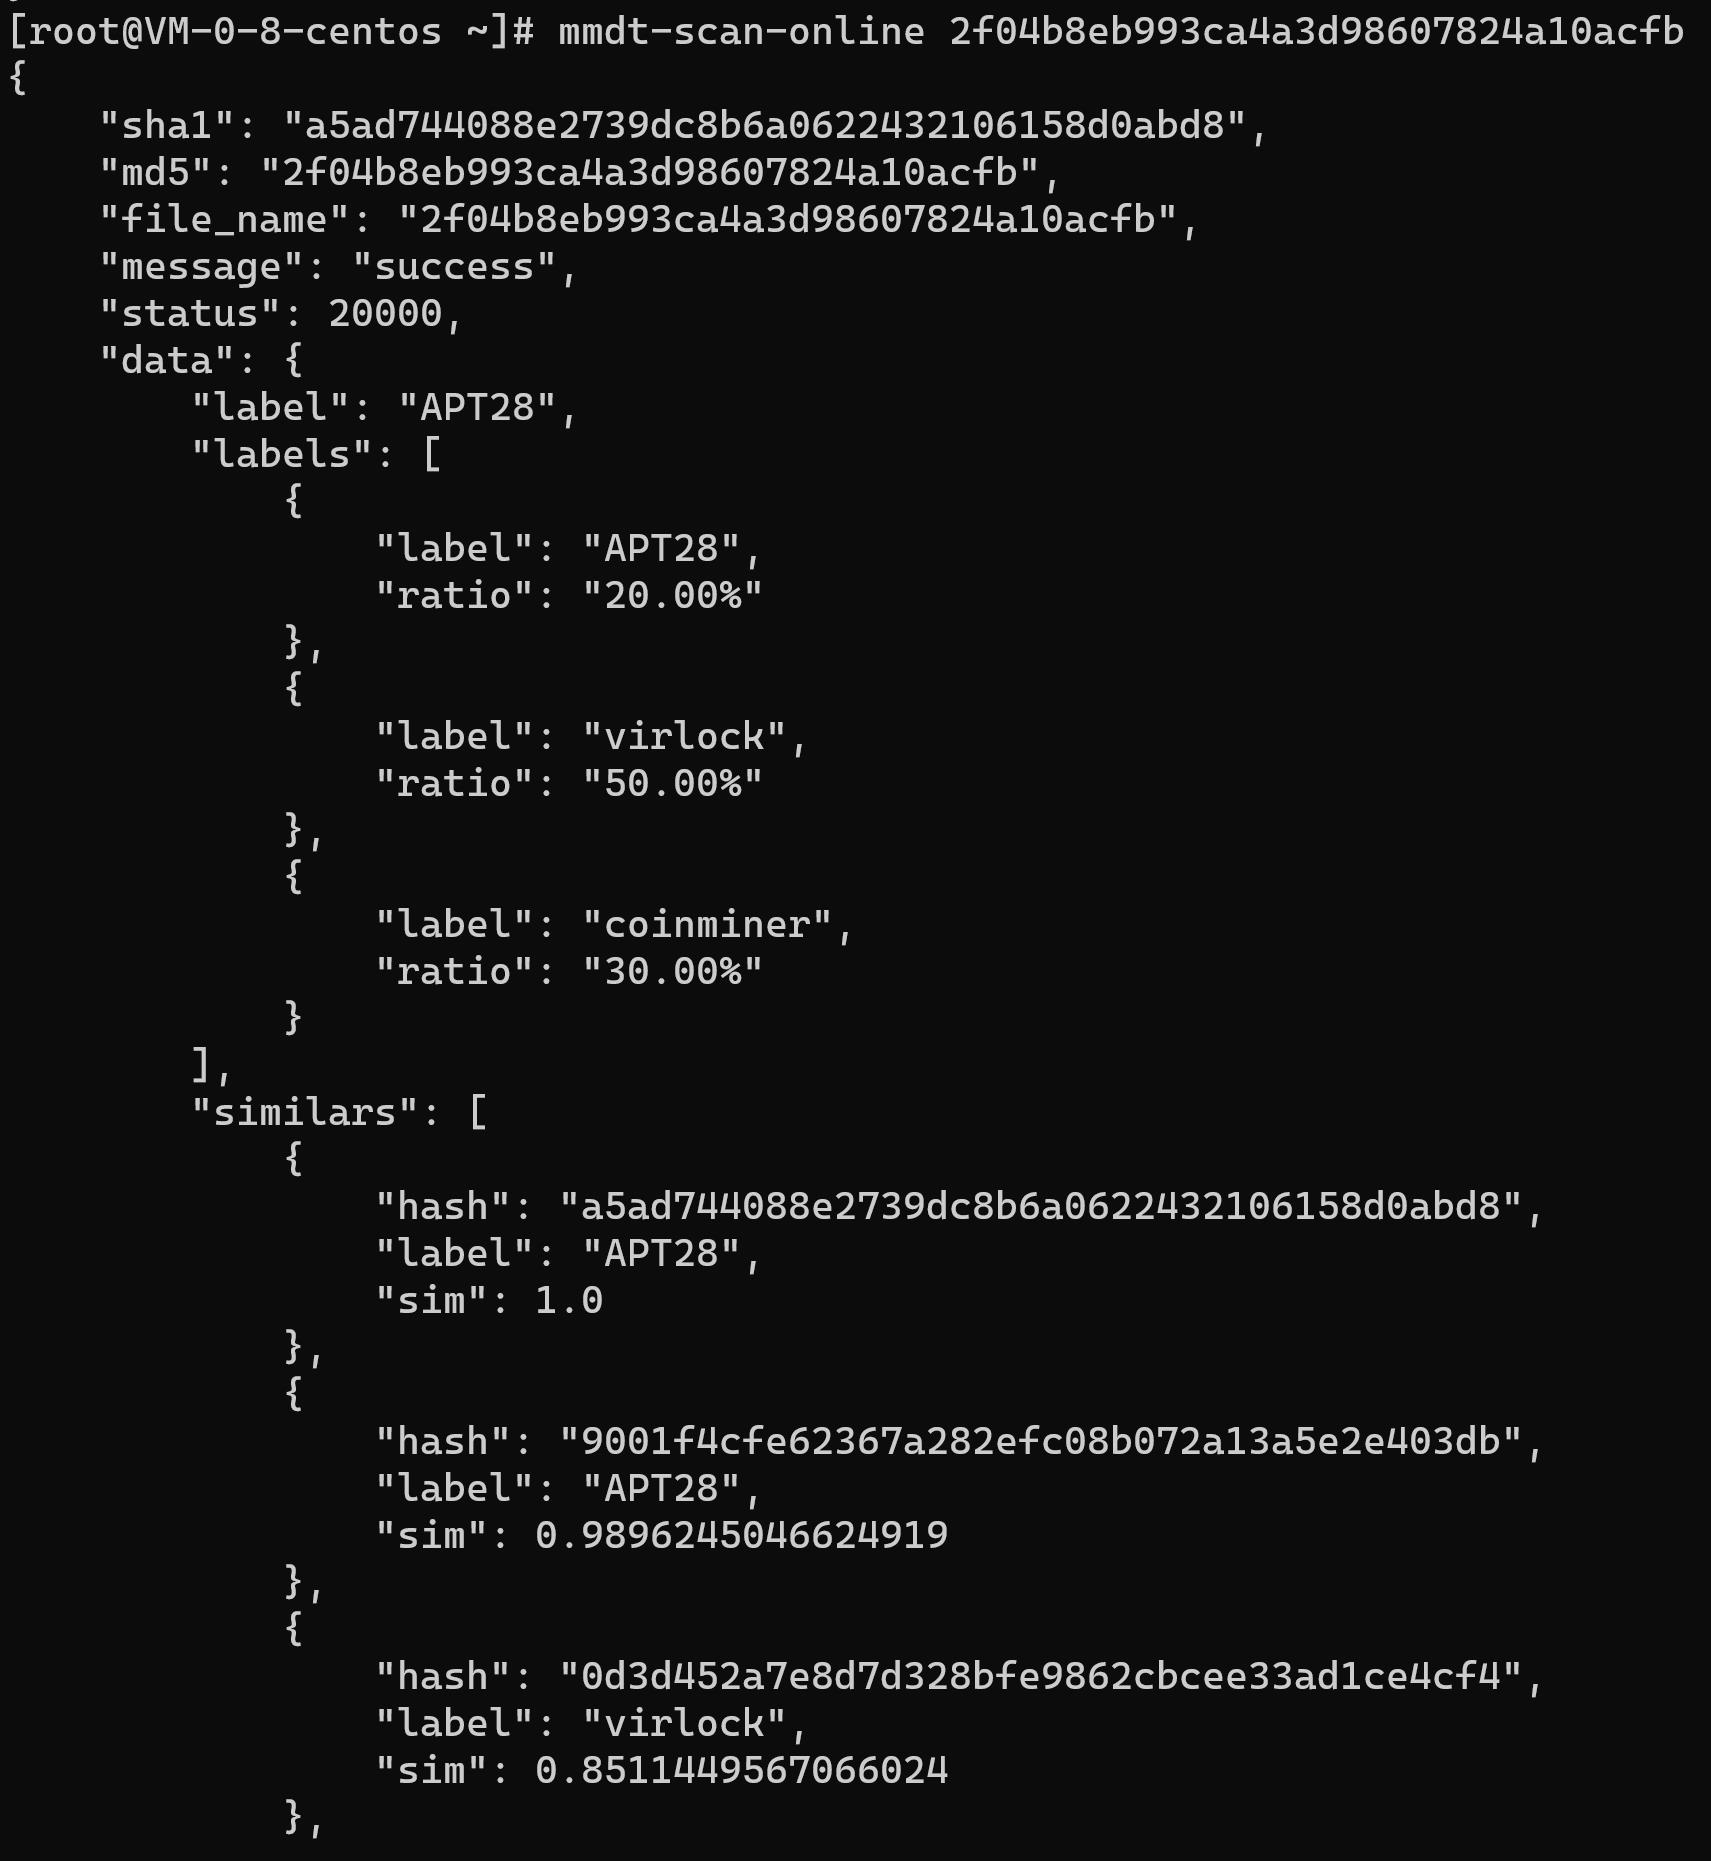 [root@VM-0-8-centos ~]# mmdt-scan-online 2f04b8eb993ca4a3d98607824a10acfb
{
    "sha1": "a5ad744088e2739dc8b6a0622432106158d0abd8",
    "md5": "2f04b8eb993ca4a3d98607824a10acfb",
    "file_name": "2f04b8eb993ca4a3d98607824a10acfb",
    "message": "success",
    "status": 20000,
    "data": {
        "label": "APT28",
        "labels": [
            {
                "label": "APT28",
                "ratio": "20.00%"
            },
            {
                "label": "virlock",
                "ratio": "50.00%"
            },
            {
                "label": "coinminer",
                "ratio": "30.00%"
            }
        ],
        "similars": [
            {
                "hash": "a5ad744088e2739dc8b6a0622432106158d0abd8",
                "label": "APT28",
                "sim": 1.0
            },
            {
                "hash": "9001f4cfe62367a282efc08b072a13a5e2e403db",
                "label": "APT28",
                "sim": 0.9896245046624919
            },
            {
                "hash": "0d3d452a7e8d7d328bfe9862cbcee33ad1ce4cf4",
                "label": "virlock",
                "sim": 0.8511449567066024
            },